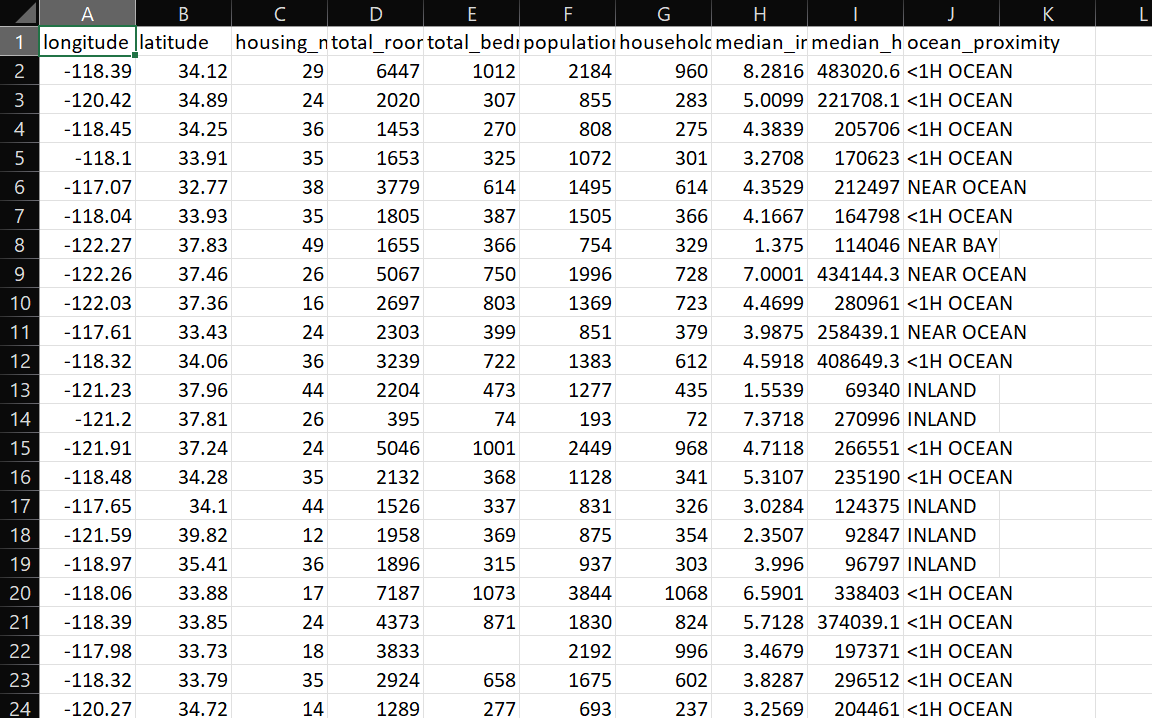 A B C D E F G H I J K L
1 longitude latitude housing_n total_roor total_bedr population household median_ir median_h ocean_proximity
2 -118.39 34.12 29 6447 1012 2184 960 8.2816 483020.6 <1H OCEAN
3 -120.42 34.89 24 2020 307 855 283 5.0099 221708.1 <1H OCEAN
4 -118.45 34.25 36 1453 270 808 275 4.3839 205706 <1H OCEAN
5 -118.1 33.91 35 1653 325 1072 301 3.2708 170623 <1H OCEAN
6 -117.07 32.77 38 3779 614 1495 614 4.3529 212497 NEAR OCEAN
7 -118.04 33.93 35 1805 387 1505 366 4.1667 164798 <1H OCEAN
8 -122.27 37.83 49 1655 366 754 329 1.375 114046 NEAR BAY
9 -122.26 37.46 26 5067 750 1996 728 7.0001 434144.3 NEAR OCEAN
10 -122.03 37.36 16 2697 803 1369 723 4.4699 280961 <1H OCEAN
11 -117.61 33.43 24 2303 399 851 379 3.9875 258439.1 NEAR OCEAN
12 -118.32 34.06 36 3239 722 1383 612 4.5918 408649.3 <1H OCEAN
13 -121.23 37.96 44 2204 473 1277 435 1.5539 69340 INLAND
14 -121.2 37.81 26 395 74 193 72 7.3718 270996 INLAND
15 -121.91 37.24 24 5046 1001 2449 968 4.7118 266551 <1H OCEAN
16 -118.48 34.28 35 2132 368 1128 341 5.3107 235190 <1H OCEAN
17 -117.65 34.1 44 1526 337 831 326 3.0284 124375 INLAND
18 -121.59 39.82 12 1958 369 875 354 2.3507 92847 INLAND
19 -118.97 35.41 36 1896 315 937 303 3.996 96797 INLAND
20 -118.06 33.88 17 7187 1073 3844 1068 6.5901 338403 <1H OCEAN
21 -118.39 33.85 24 4373 871 1830 824 5.7128 374039.1 <1H OCEAN
22 -117.98 33.73 18 3833 2192 996 3.4679 197371 <1H OCEAN
23 -118.32 33.79 35 2924 658 1675 602 3.8287 296512 <1H OCEAN
24 -120.27 34.72 14 1289 277 693 237 3.2569 204461 <1H OCEAN